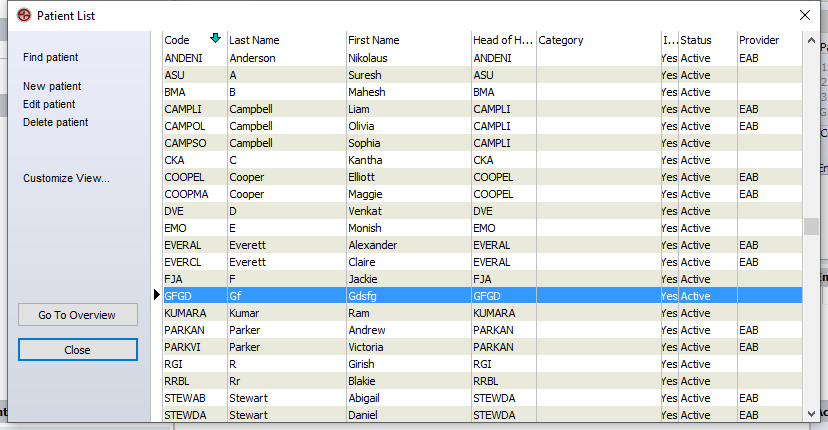 Patient List
Find patient
New patient
Edit patient
Delete patient
Customize View...
Go To Overview
Close
Code Last Name First Name Head of H... Category I... Status Provider
ANDENI Anderson Nikolaus ANDENI Yes Active EAB
ASU A Suresh ASU Yes Active
BMA B Mahesh BMA Yes Active
CAMPLI Campbell Liam CAMPLI Yes Active EAB
CAMPOL Campbell Olivia CAMPLI Yes Active EAB
CAMPSO Campbell Sophia CAMPLI Yes Active
CKA C Kantha CKA Yes Active
COOPEL Cooper Elliott COOPEL Yes Active EAB
COOPMA Cooper Maggie COOPEL Yes Active EAB
DVE D Venkat DVE Yes Active
EMO E Monish EMO Yes Active
EVERAL Everett Alexander EVERAL Yes Active EAB
EVERCL Everett Claire EVERAL Yes Active EAB
FJA F Jackie FJA Yes Active
GFGD Gf Gdsfg GFGD Yes Active
KUMARA Kumar Ram KUMARA Yes Active
PARKAN Parker Andrew PARKAN Yes Active EAB
PARKVI Parker Victoria PARKAN Yes Active EAB
RGI R Girish RGI Yes Active
RRBL Rr Blakie RRBL Yes Active
STEWAB Stewart Abigail STEWDA Yes Active EAB
STEWDA Stewart Daniel STEWDA Yes Active EAB